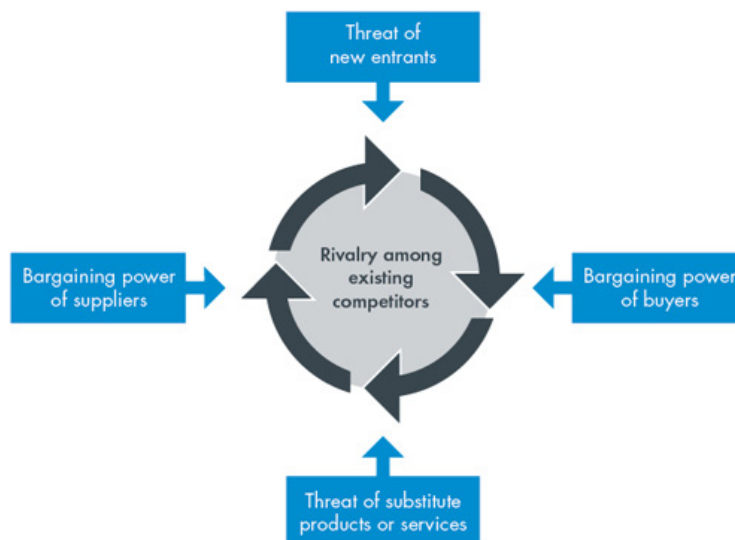 Threat of
new entrants
Bargaining power
of suppliers
Rivalry among
existing
competitors
Bargaining power
of buyers
Threat of substitute
products or services